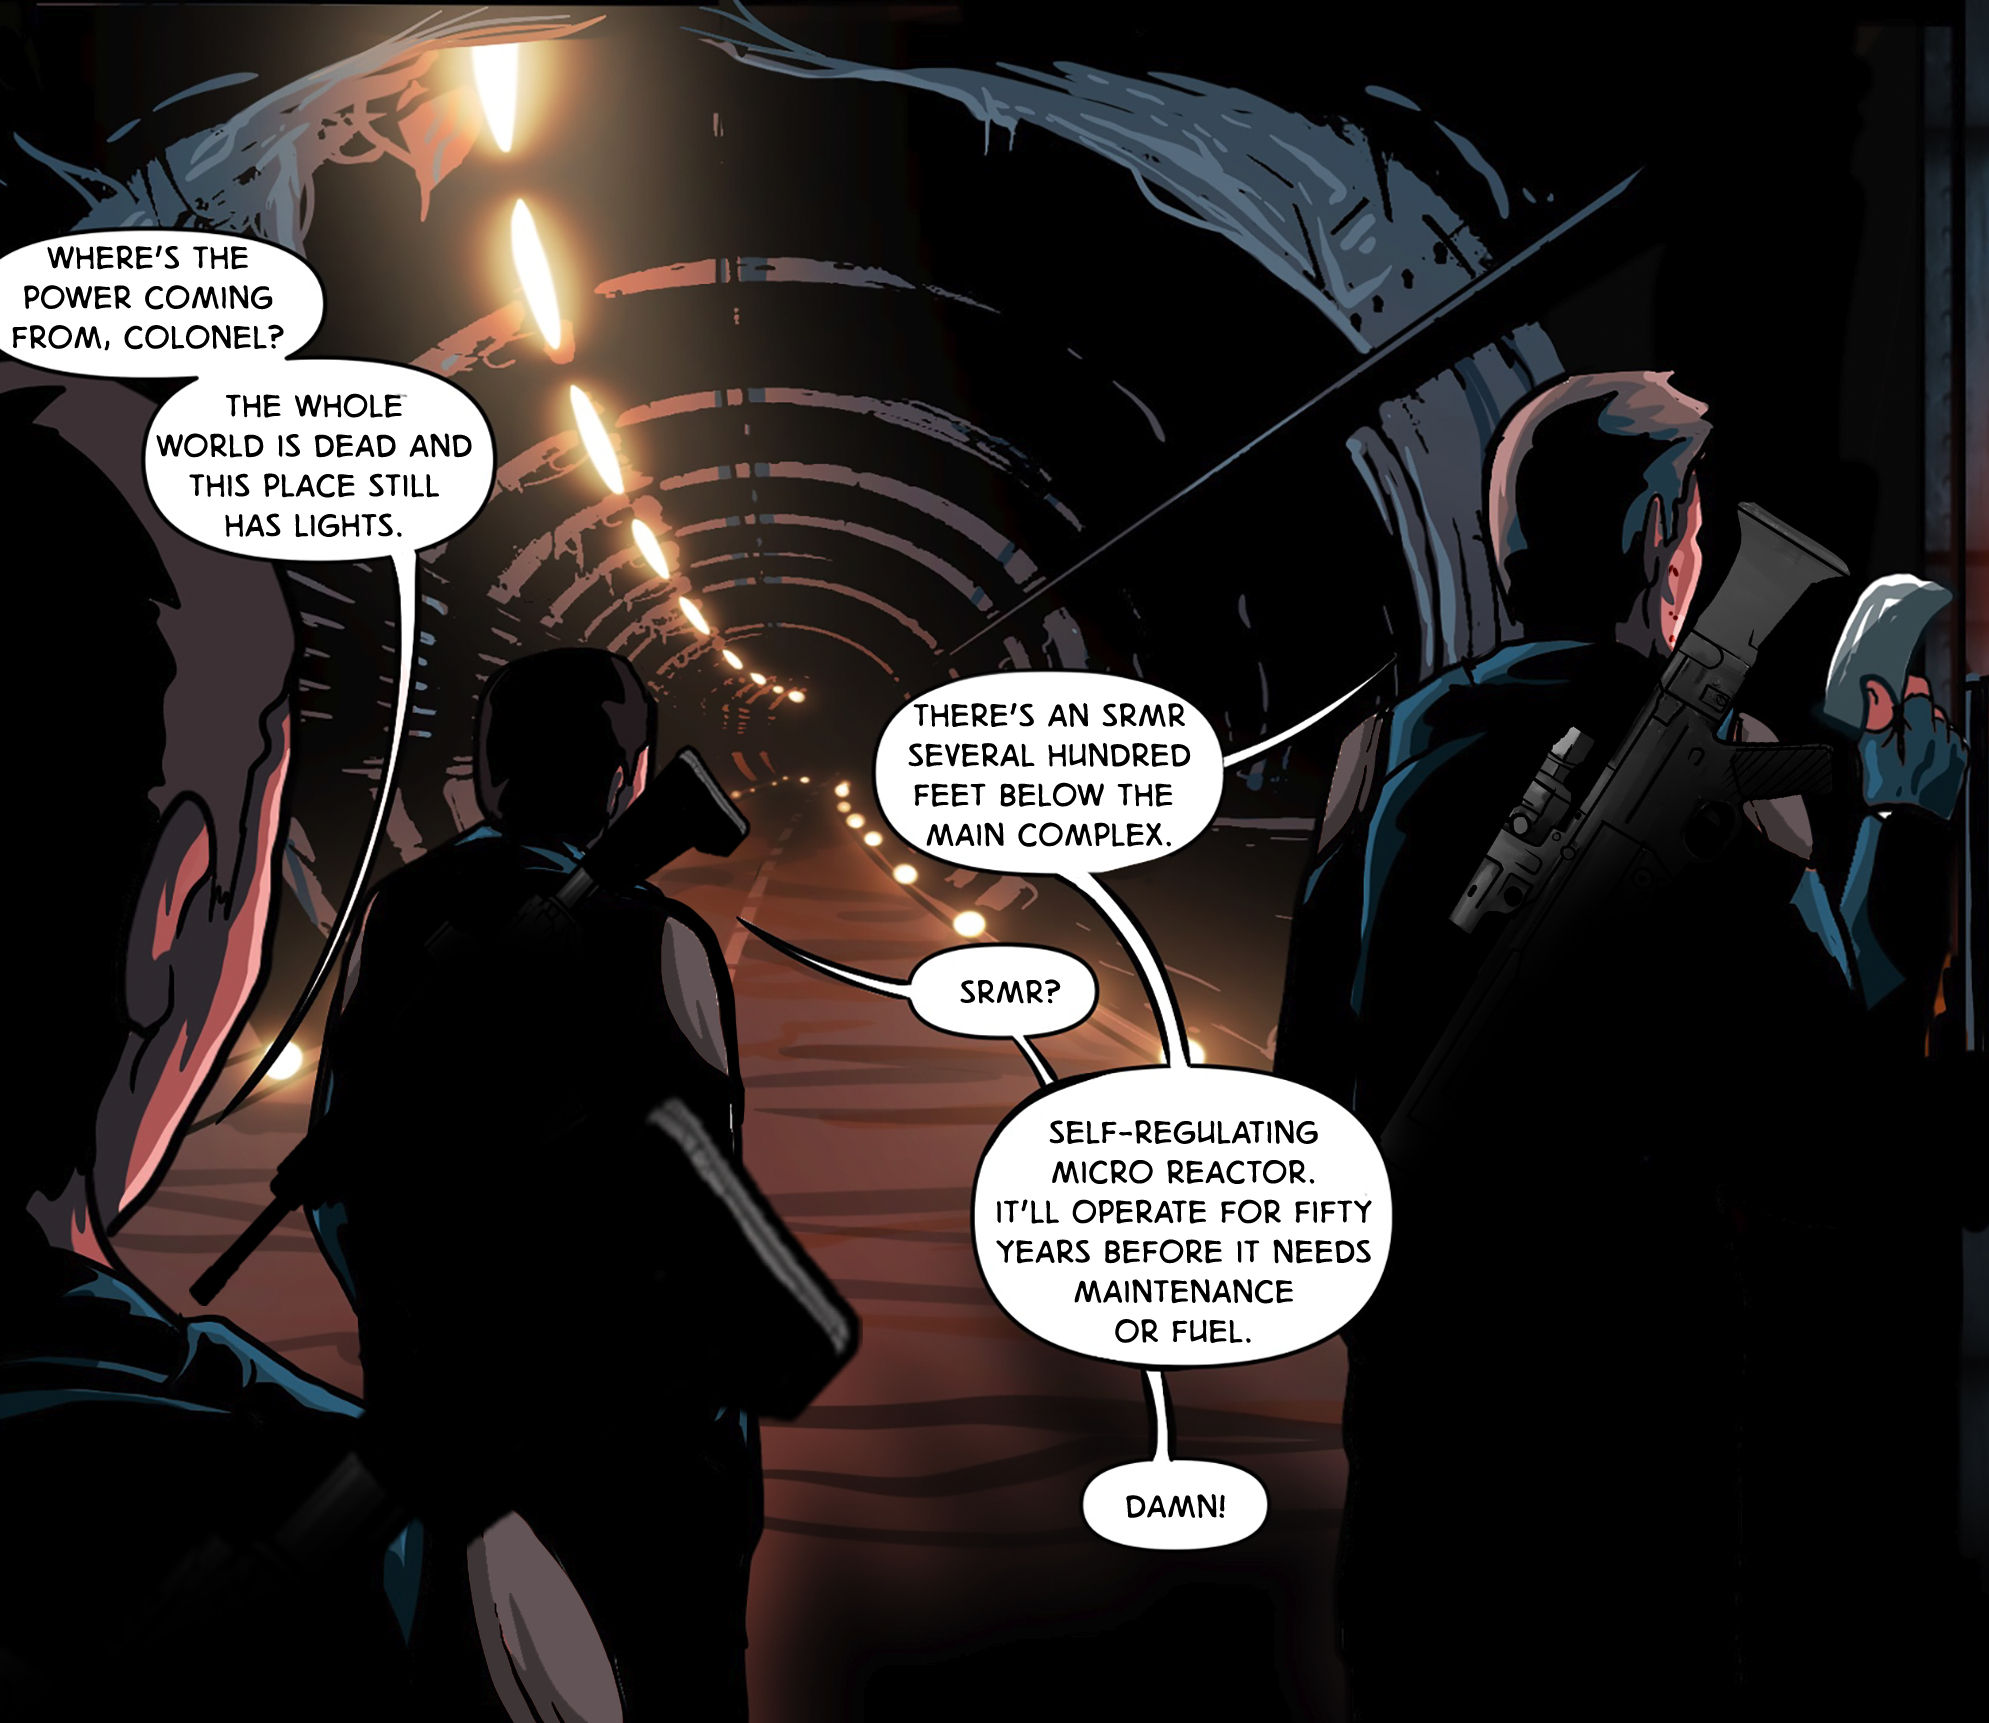 WHERE'S THE
POWER COMING
FROM, COLONEL?
THE WHOLE
WORLD IS DEAD AND
THIS PLACE STILL
HAS LIGHTS.
THERE'S AN SRMR
SEVERAL HUNDRED
FEET BELOW THE
MAIN COMPLEX.
SRMR?
SELF-REGULATING
MICRO REACTOR.
IT'LL OPERATE FOR FIFTY
YEARS BEFORE IT NEEDS
MAINTENANCE
OR FUEL.
DAMN!